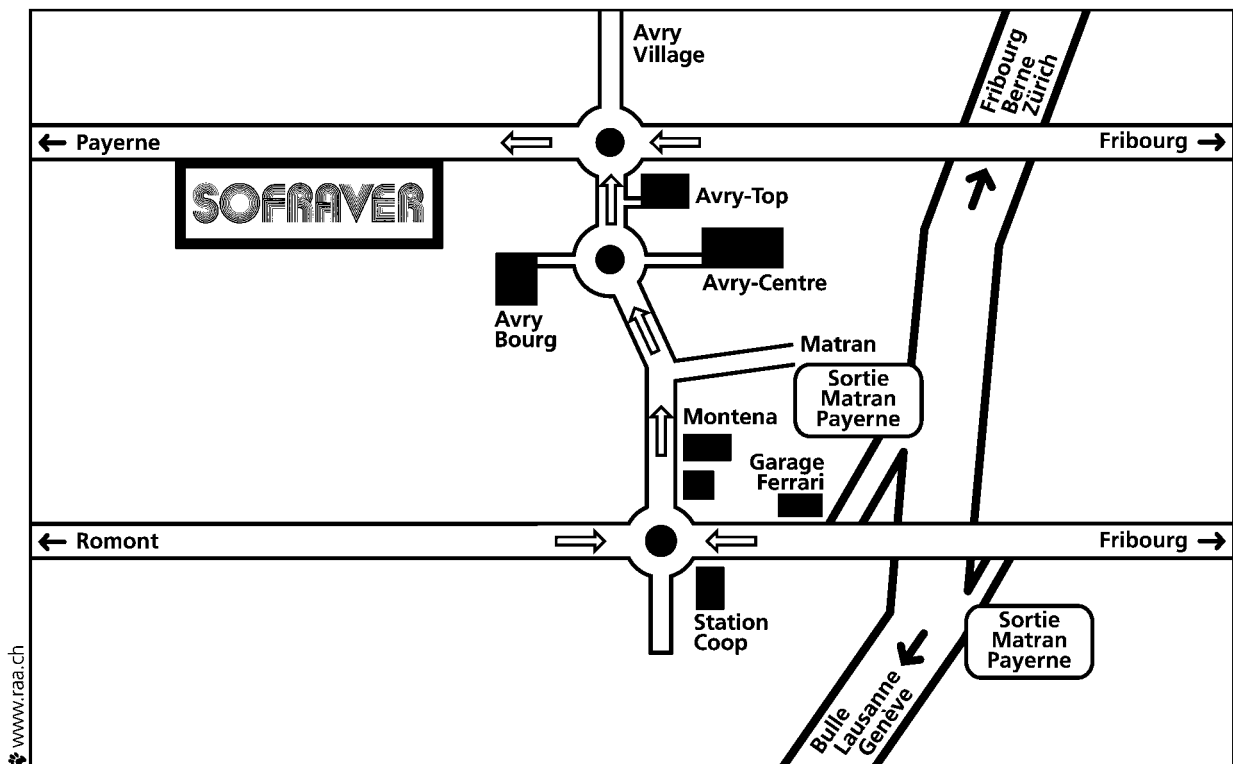 Avry
Village
Fribourg
Berne
Zürich
← Payerne
Fribourg →
SOFRAVER
Avry-Top
Avry-Centre
Avry
Bourg
Matran
Sortie
Matran
Payerne
Montena
Garage
Ferrari
← Romont
Fribourg →
Station
Coop
Sortie
Matran
Payerne
Bulle
Lausanne
Genève
www.raa.ch